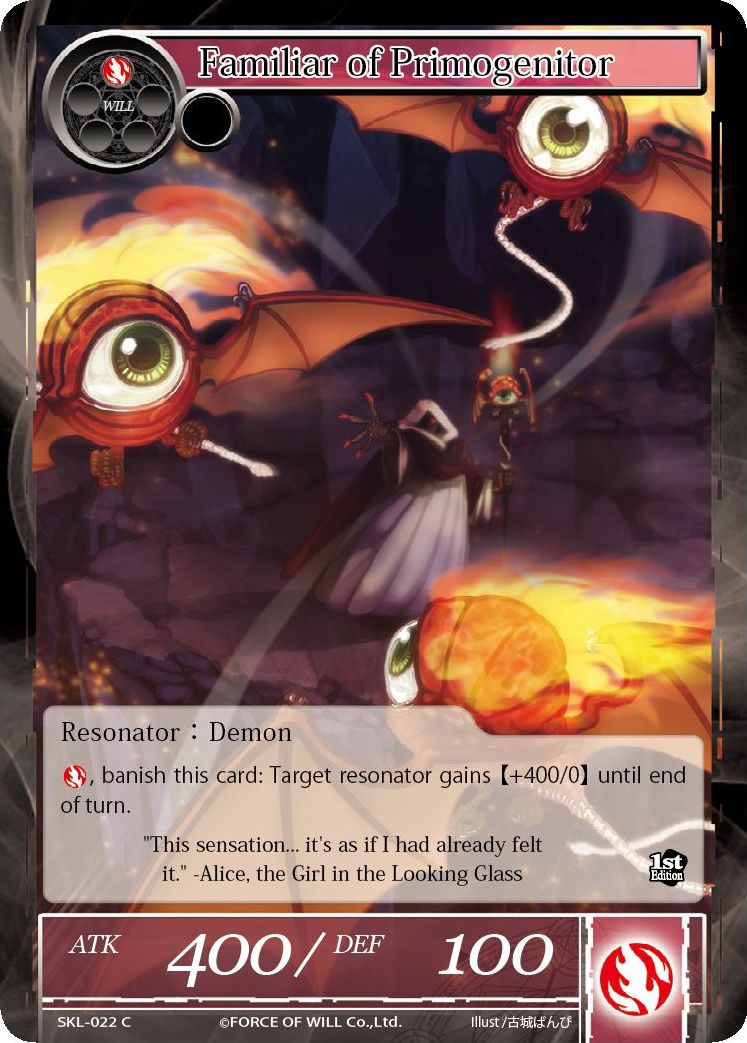 Familiar of Primogenitor
WILL
Resonator : Demon
, banish this card: Target resonator gains 【+400/0】 until end
of turn.
"This sensation... it's as if I had already felt
it." -Alice, the Girl in the Looking Glass
1st
Edition
ATK 400 / DEF 100
SKL-022 C ©FORCE OF WILL Co.,Ltd. Illust/古城ばんび